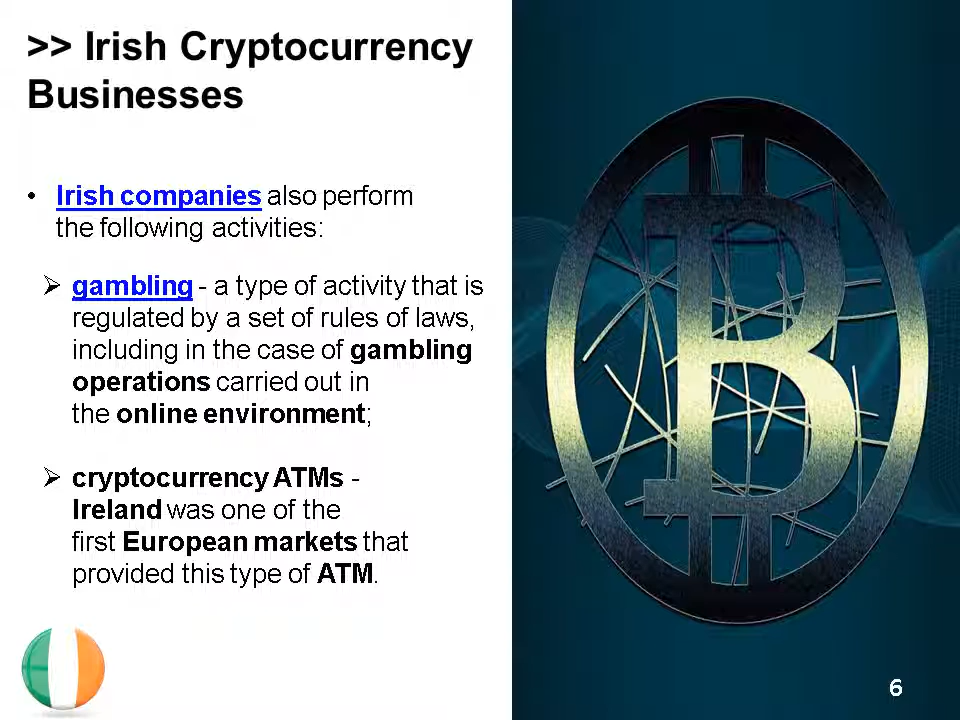 >> Irish Cryptocurrency
Businesses
• Irish companies also perform
the following activities:
➢ gambling - a type of activity that is
regulated by a set of rules of laws,
including in the case of gambling
operations carried out in
the online environment;
➢ cryptocurrency ATMs -
Ireland was one of the
first European markets that
provided this type of ATM.
6